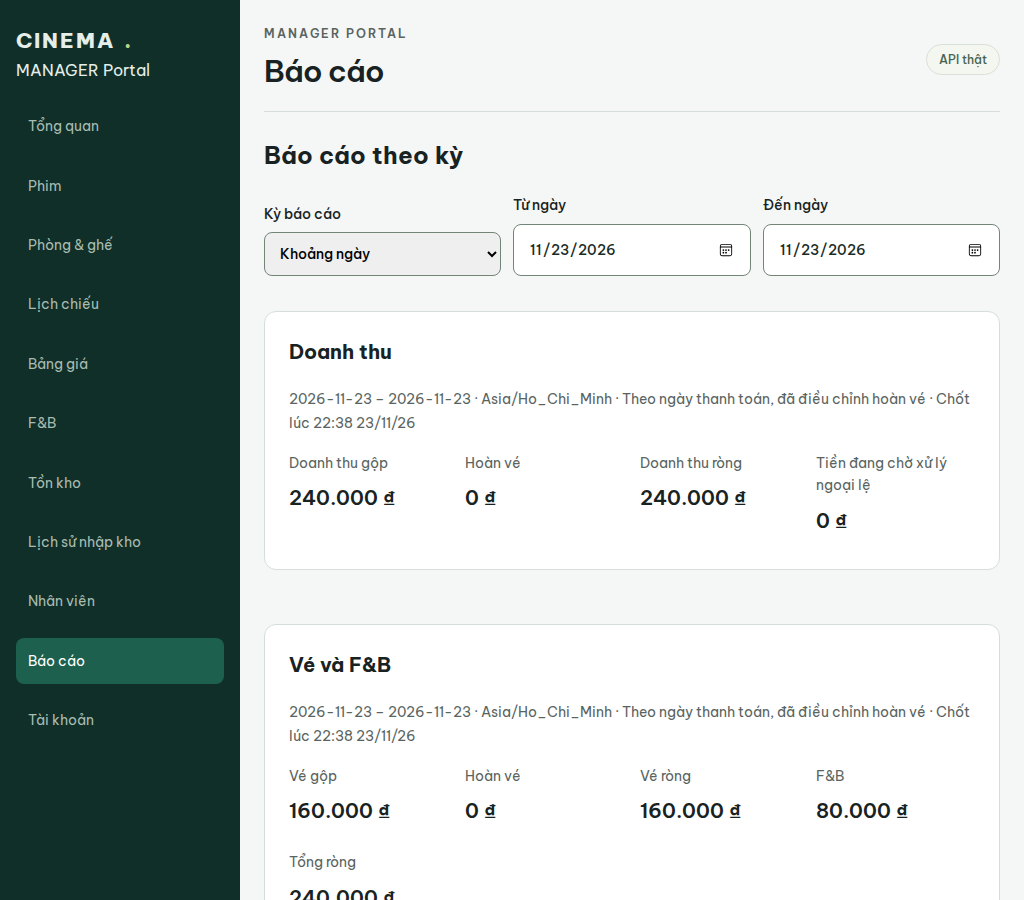 CINEMA .
MANAGER Portal
Tổng quan
Phim
Phòng & ghế
Lịch chiếu
Bảng giá
F&B
Tồn kho
Lịch sử nhập kho
Nhân viên
Báo cáo
Tài khoản
MANAGER PORTAL
Báo cáo
API thật
Báo cáo theo kỳ
Kỳ báo cáo
Khoảng ngày
Từ ngày
11/23/2026
Đến ngày
11/23/2026
Doanh thu
2026-11-23 – 2026-11-23 · Asia/Ho_Chi_Minh · Theo ngày thanh toán, đã điều chỉnh hoàn vé · Chốt
lúc 22:38 23/11/26
Doanh thu gộp
240.000 ₫
Hoàn vé
0 ₫
Doanh thu ròng
240.000 ₫
Tiền đang chờ xử lý
ngoại lệ
0 ₫
Vé và F&B
2026-11-23 – 2026-11-23 · Asia/Ho_Chi_Minh · Theo ngày thanh toán, đã điều chỉnh hoàn vé · Chốt
lúc 22:38 23/11/26
Vé gộp
160.000 ₫
Hoàn vé
0 ₫
Vé ròng
160.000 ₫
F&B
80.000 ₫
Tổng ròng
240.000 ₫